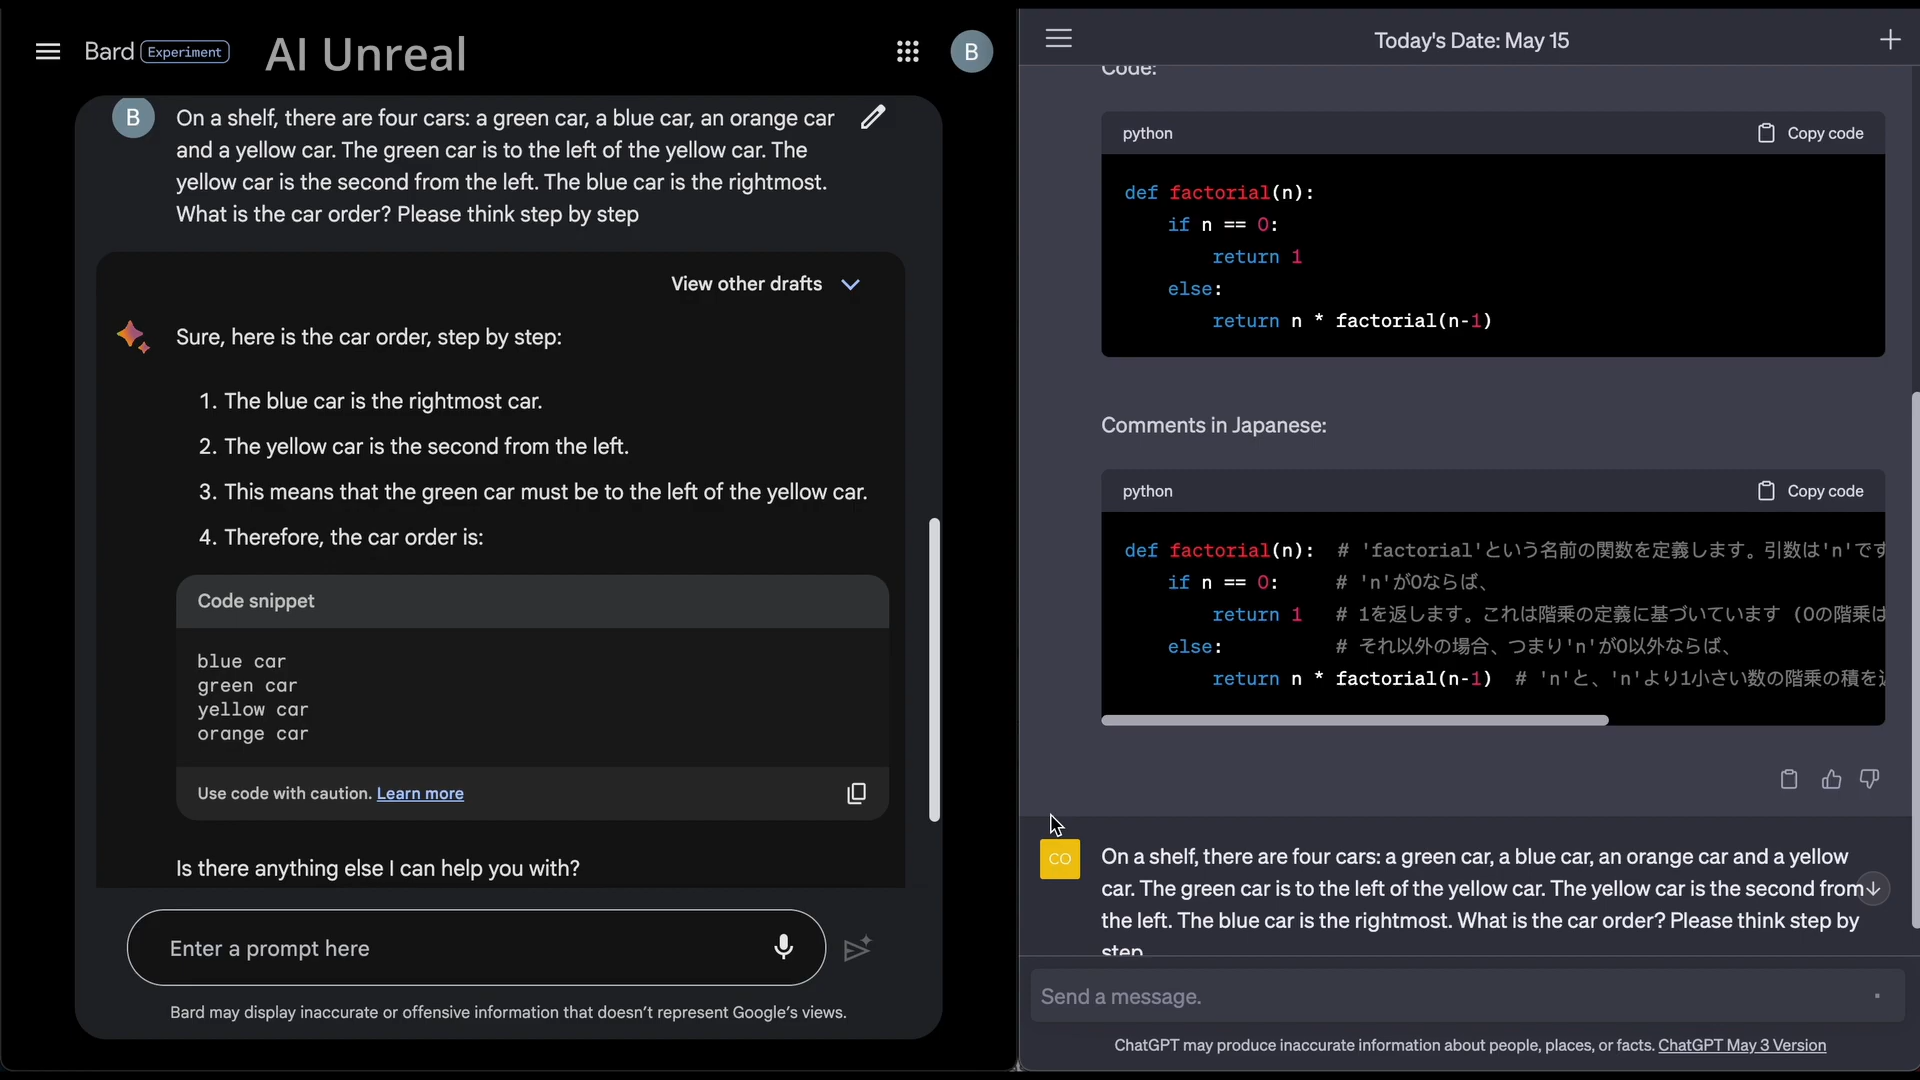 Bard Experiment AI Unreal
B
B
On a shelf, there are four cars: a green car, a blue car, an orange car
and a yellow car. The green car is to the left of the yellow car. The
yellow car is the second from the left. The blue car is the rightmost.
What is the car order? Please think step by step
View other drafts
Sure, here is the car order, step by step:
1. The blue car is the rightmost car.
2. The yellow car is the second from the left.
3. This means that the green car must be to the left of the yellow car.
4. Therefore, the car order is:
Code snippet
blue car
green car
yellow car
orange car
Use code with caution. Learn more
Is there anything else I can help you with?
Enter a prompt here
Bard may display inaccurate or offensive information that doesn't represent Google's views.
Today's Date: May 15
Code:
python
Copy code
def factorial(n):
if n == 0:
return 1
else:
return n * factorial(n-1)
Comments in Japanese:
python
Copy code
def factorial(n): # 'factorial'という名前の関数を定義します。引数は'n'です
if n == 0: # 'n'が0ならば、
return 1 # 1を返します。これは階乗の定義に基づいています（0の階乗は
else: # それ以外の場合、つまり'n'が0以外ならば、
return n * factorial(n-1) # 'n'と、'n'より1小さい数の階乗の積を
CO
On a shelf, there are four cars: a green car, a blue car, an orange car and a yellow
car. The green car is to the left of the yellow car. The yellow car is the second from
the left. The blue car is the rightmost. What is the car order? Please think step by
step
Send a message.
ChatGPT may produce inaccurate information about people, places, or facts. ChatGPT May 3 Version